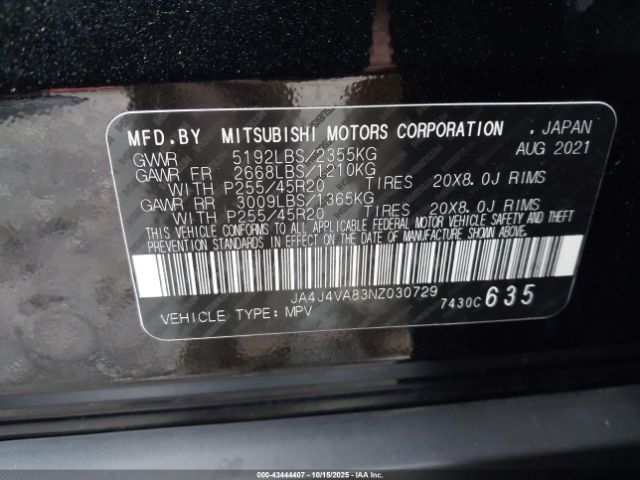 MFD.BY MITSUBISHI MOTORS CORPORATION . JAPAN
GVWR 5192LBS/2355KG AUG 2021
GAWR FR 2668LBS/1210KG
WITH P255/45R20 TIRES 20X8.0J RIMS
GAWR RR 3009LBS/1365KG
WITH P255/45R20 TIRES 20X8.0J RIMS
THIS VEHICLE CONFORMS TO ALL APPLICABLE FEDERAL MOTOR VEHICLE SAFETY AND THEFT
PREVENTION STANDARDS IN EFFECT ON THE DATE OF MANUFACTURE SHOWN ABOVE.
JA4J4VA83NZ030729
VEHICLE TYPE: MPV 7430C 635
000-43444407 - 10/15/2025 - IAA, Inc.